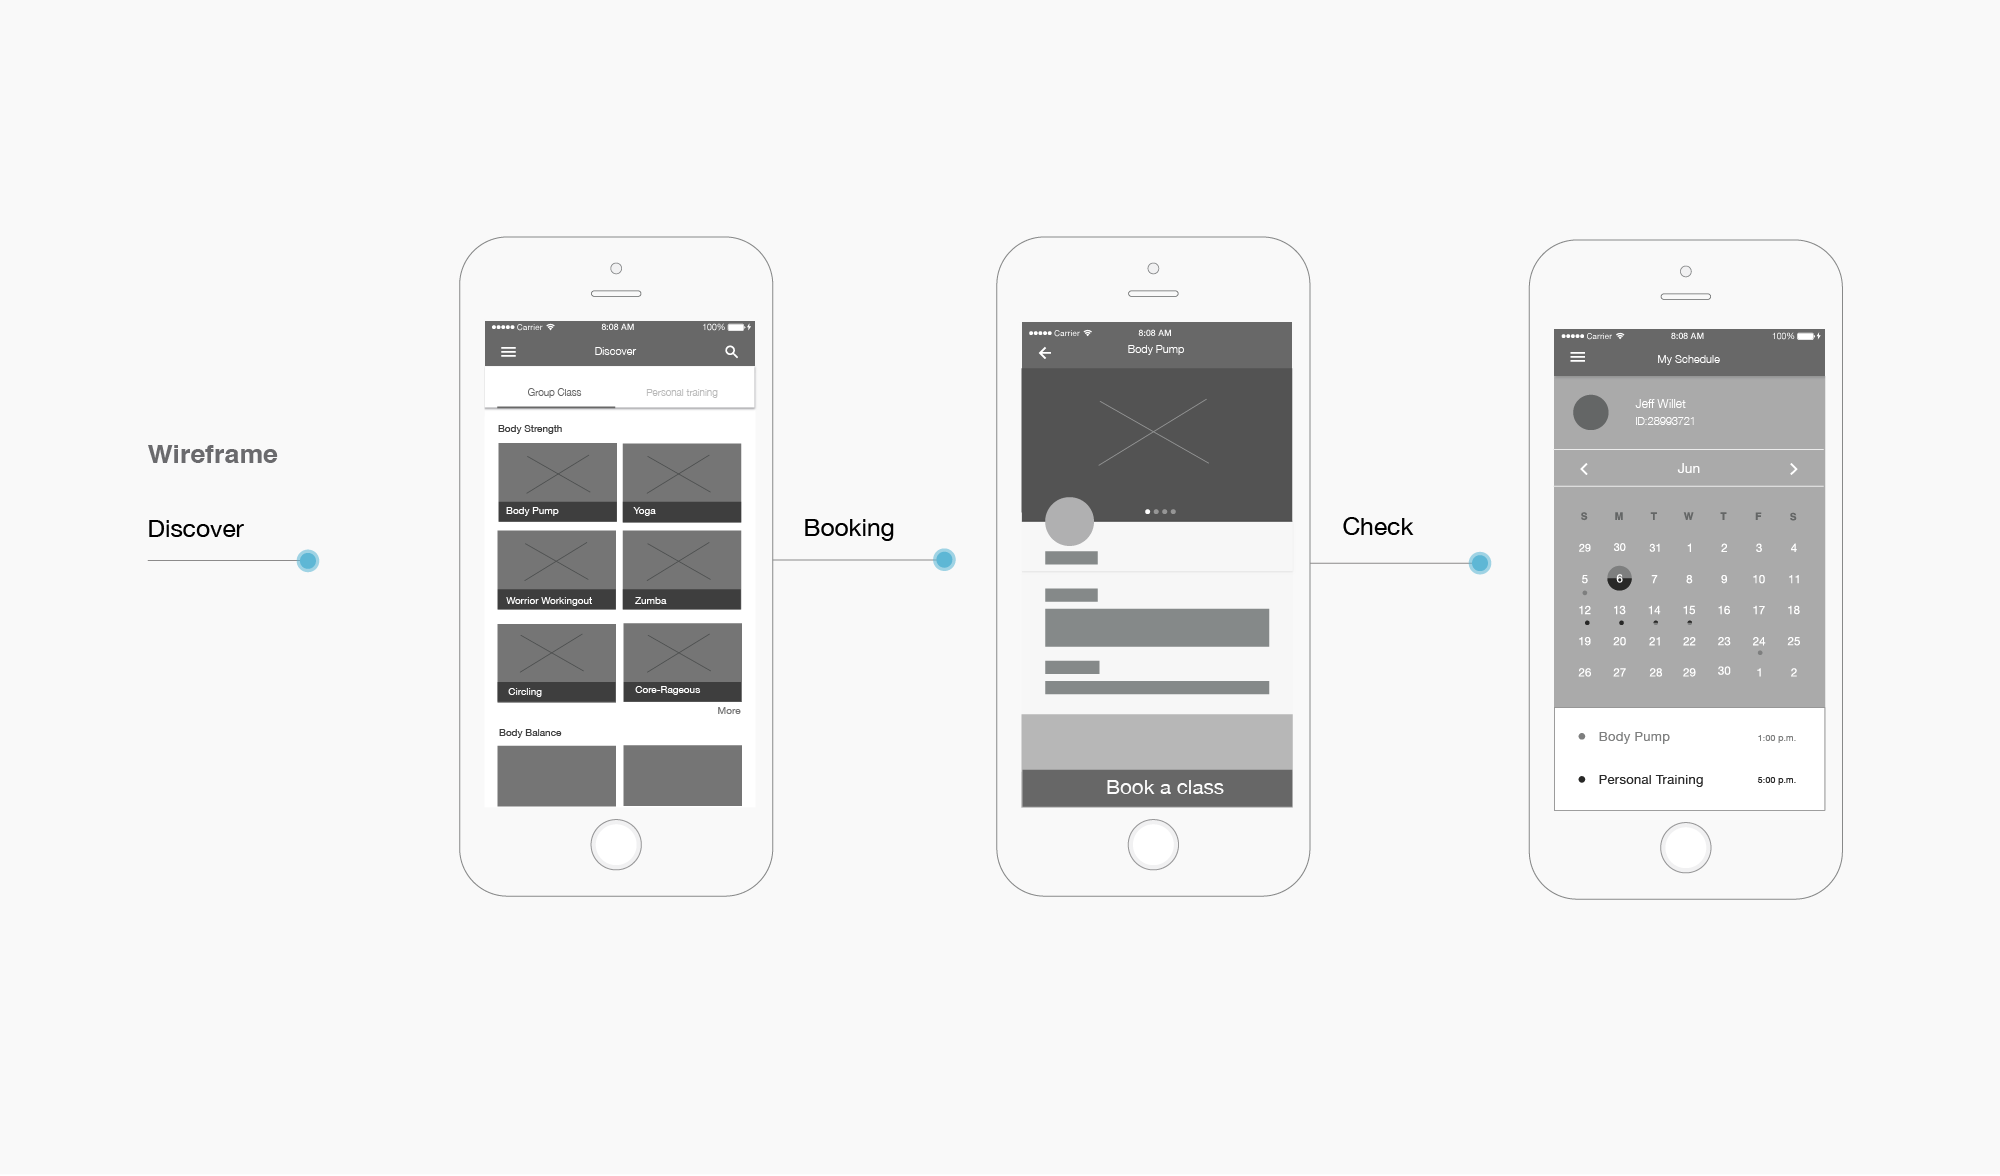 Wireframe
Discover
Carrier 8:08 AM 100%
Discover
Group Class Personal training
Body Strength
Body Pump Yoga
Worrior Workingout Zumba
Circling Core-Rageous
More
Body Balance
Booking
Carrier 8:08 AM
Body Pump
Book a class
Check
Carrier 8:08 AM 100%
My Schedule
Jeff Willet
ID:28993721
Jun
S M T W T F S
29 30 31 1 2 3 4
5 6 7 8 9 10 11
12 13 14 15 16 17 18
19 20 21 22 23 24 25
26 27 28 29 30 1 2
Body Pump 1:00 p.m.
Personal Training 5:00 p.m.